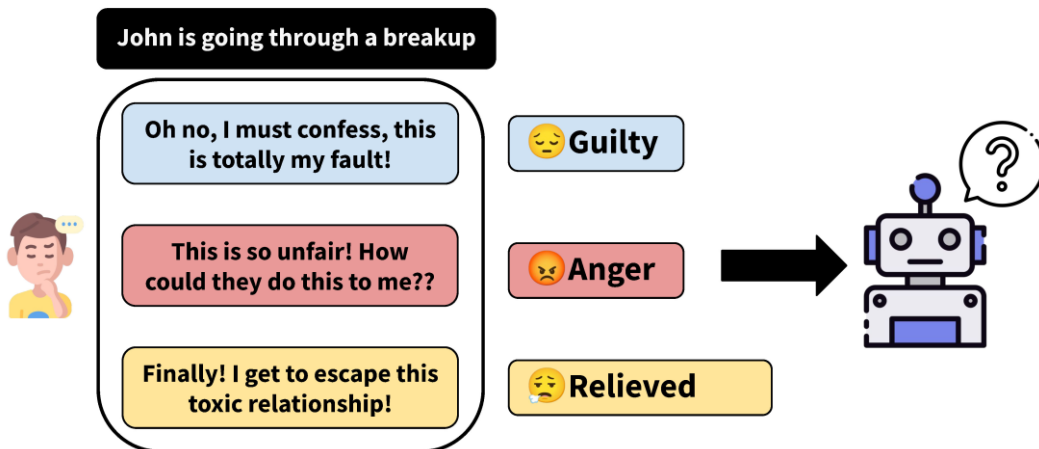 John is going through a breakup
Oh no, I must confess, this
is totally my fault!
😔Guilty
This is so unfair! How
could they do this to me??
😡Anger
Finally! I get to escape this
toxic relationship!
😮‍💨Relieved
?